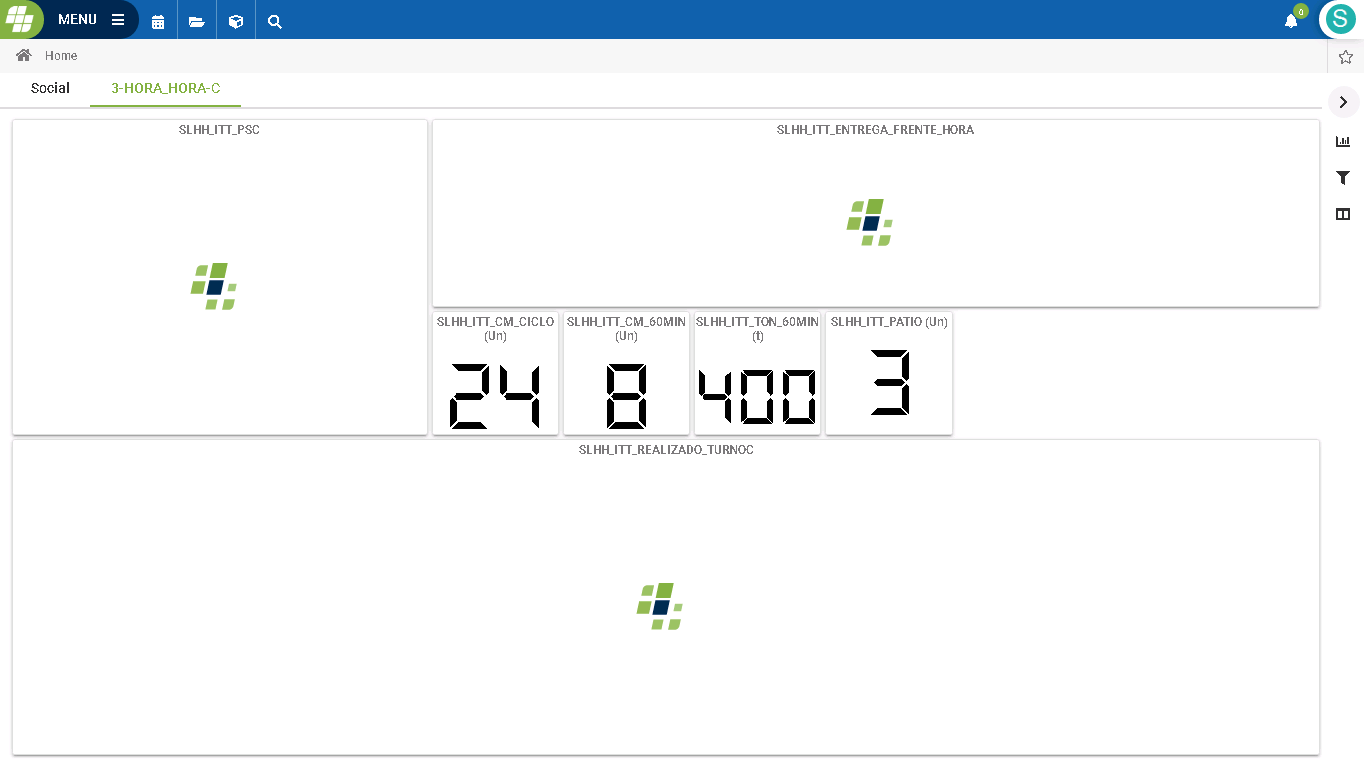 MENU
0
S
Home
Social
3-HORA_HORA-C
SLHH_ITT_PSC
SLHH_ITT_ENTREGA_FRENTE_HORA
SLHH_ITT_CM_CICLO
(Un)
24
SLHH_ITT_CM_60MIN
(Un)
8
SLHH_ITT_TON_60MIN
(t)
400
SLHH_ITT_PATIO (Un)
3
SLHH_ITT_REALIZADO_TURNOC